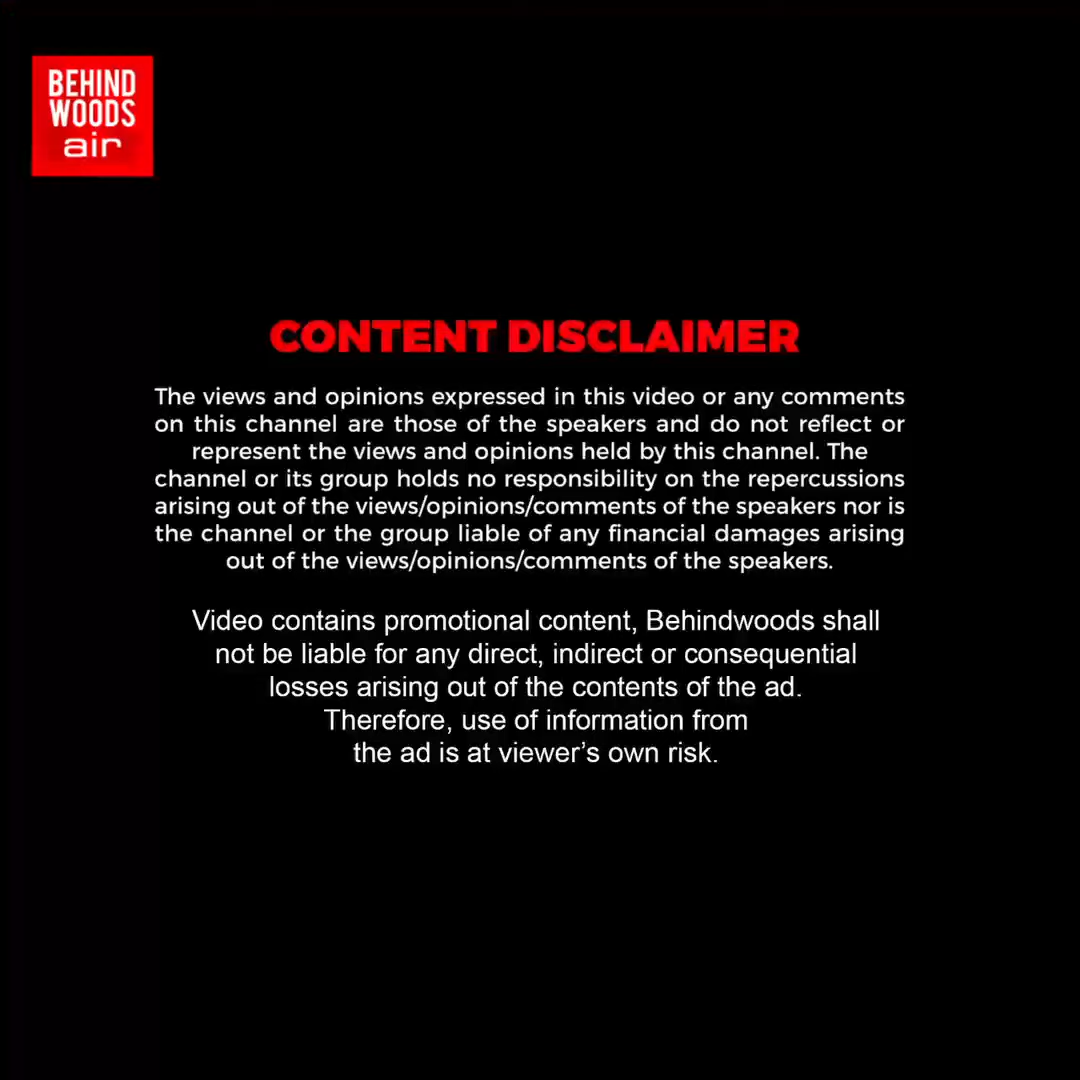 BEHIND
WOODS
air
CONTENT DISCLAIMER
The views and opinions expressed in this video or any comments
on this channel are those of the speakers and do not reflect or
represent the views and opinions held by this channel. The
channel or its group holds no responsibility on the repercussions
arising out of the views/opinions/comments of the speakers nor is
the channel or the group liable of any financial damages arising
out of the views/opinions/comments of the speakers.
Video contains promotional content, Behindwoods shall
not be liable for any direct, indirect or consequential
losses arising out of the contents of the ad.
Therefore, use of information from
the ad is at viewer’s own risk.